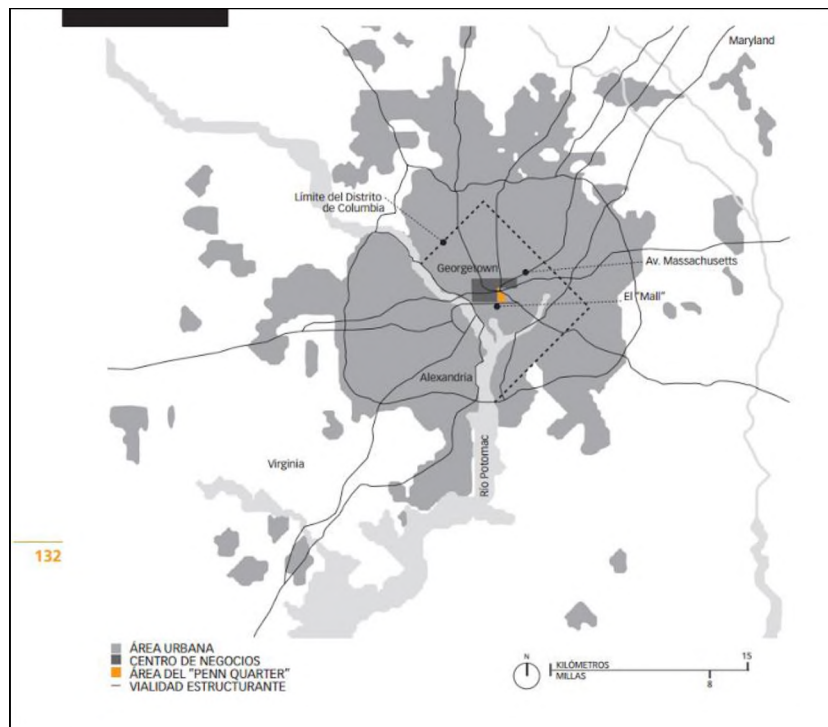 Maryland
Límite del Distrito
de Columbia
Georgetown
Av. Massachusetts
El "Mall"
Alexandria
Virginia
Río Potomac
132
ÁREA URBANA
CENTRO DE NEGOCIOS
ÁREA DEL "PENN QUARTER"
VIALIDAD ESTRUCTURANTE
N
KILÓMETROS 15
MILLAS 8